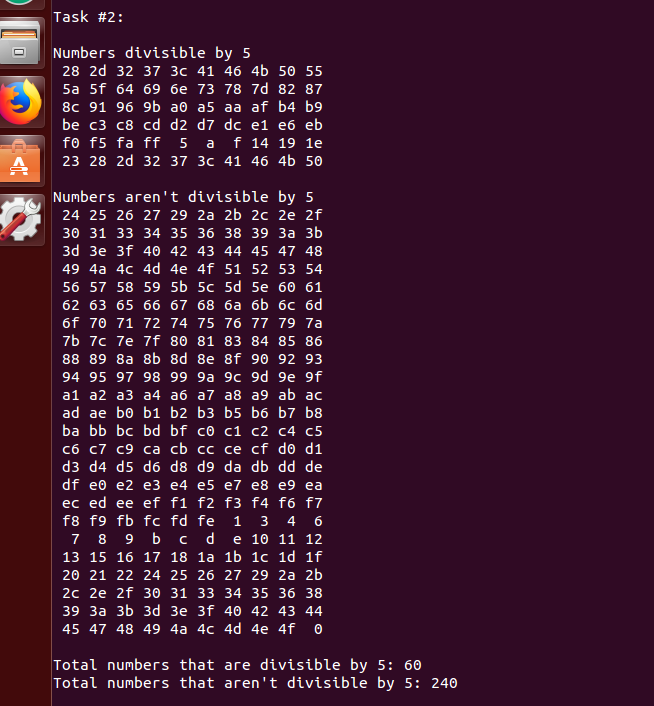 Task #2:
Numbers divisible by 5
28 2d 32 37 3c 41 46 4b 50 55
5a 5f 64 69 6e 73 78 7d 82 87
8c 91 96 9b a0 a5 aa af b4 b9
be c3 c8 cd d2 d7 dc e1 e6 eb
f0 f5 fa ff 5 a f 14 19 1e
23 28 2d 32 37 3c 41 46 4b 50
Numbers aren't divisible by 5
24 25 26 27 29 2a 2b 2c 2e 2f
30 31 33 34 35 36 38 39 3a 3b
3d 3e 3f 40 42 43 44 45 47 48
49 4a 4c 4d 4e 4f 51 52 53 54
56 57 58 59 5b 5c 5d 5e 60 61
62 63 65 66 67 68 6a 6b 6c 6d
6f 70 71 72 74 75 76 77 79 7a
7b 7c 7e 7f 80 81 83 84 85 86
88 89 8a 8b 8d 8e 8f 90 92 93
94 95 97 98 99 9a 9c 9d 9e 9f
a1 a2 a3 a4 a6 a7 a8 a9 ab ac
ad ae b0 b1 b2 b3 b5 b6 b7 b8
ba bb bc bd bf c0 c1 c2 c4 c5
c6 c7 c9 ca cb cc ce cf d0 d1
d3 d4 d5 d6 d8 d9 da db dd de
df e0 e2 e3 e4 e5 e7 e8 e9 ea
ec ed ee ef f1 f2 f3 f4 f6 f7
f8 f9 fb fc fd fe 1 3 4 6
7 8 9 b c d e 10 11 12
13 15 16 17 18 1a 1b 1c 1d 1f
20 21 22 24 25 26 27 29 2a 2b
2c 2e 2f 30 31 33 34 35 36 38
39 3a 3b 3d 3e 3f 40 42 43 44
45 47 48 49 4a 4c 4d 4e 4f 0
Total numbers that are divisible by 5: 60
Total numbers that aren't divisible by 5: 240